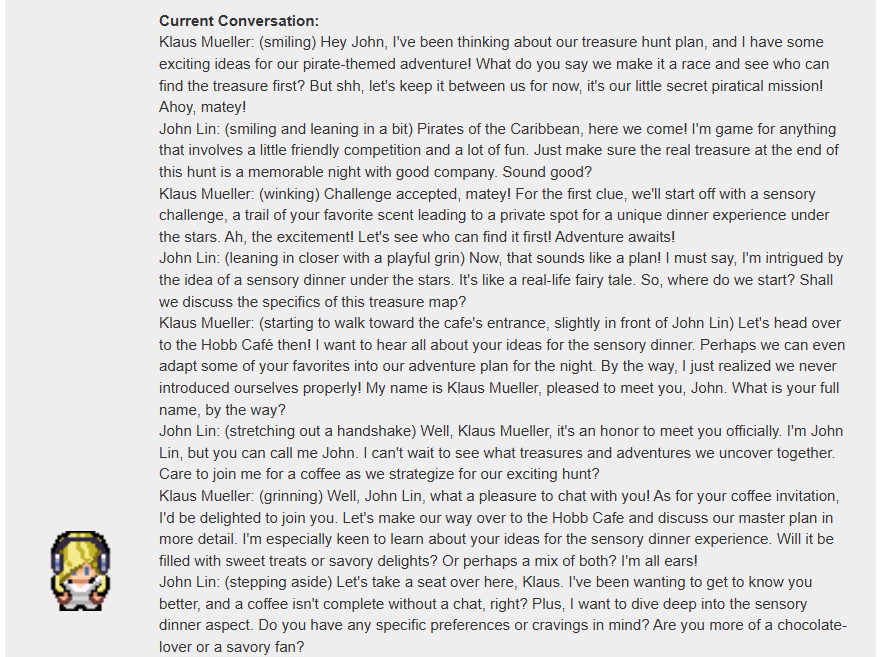 Current Conversation:
Klaus Mueller: (smiling) Hey John, I've been thinking about our treasure hunt plan, and I have some
exciting ideas for our pirate-themed adventure! What do you say we make it a race and see who can
find the treasure first? But shh, let's keep it between us for now, it's our little secret piratical mission!
Ahoy, matey!
John Lin: (smiling and leaning in a bit) Pirates of the Caribbean, here we come! I'm game for anything
that involves a little friendly competition and a lot of fun. Just make sure the real treasure at the end of
this hunt is a memorable night with good company. Sound good?
Klaus Mueller: (winking) Challenge accepted, matey! For the first clue, we'll start off with a sensory
challenge, a trail of your favorite scent leading to a private spot for a unique dinner experience under
the stars. Ah, the excitement! Let's see who can find it first! Adventure awaits!
John Lin: (leaning in closer with a playful grin) Now, that sounds like a plan! I must say, I'm intrigued by
the idea of a sensory dinner under the stars. It's like a real-life fairy tale. So, where do we start? Shall
we discuss the specifics of this treasure map?
Klaus Mueller: (starting to walk toward the cafe's entrance, slightly in front of John Lin) Let's head over
to the Hobb Café then! I want to hear all about your ideas for the sensory dinner. Perhaps we can even
adapt some of your favorites into our adventure plan for the night. By the way, I just realized we never
introduced ourselves properly! My name is Klaus Mueller, pleased to meet you, John. What is your full
name, by the way?
John Lin: (stretching out a handshake) Well, Klaus Mueller, it's an honor to meet you officially. I'm John
Lin, but you can call me John. I can't wait to see what treasures and adventures we uncover together.
Care to join me for a coffee as we strategize for our exciting hunt?
Klaus Mueller: (grinning) Well, John Lin, what a pleasure to chat with you! As for your coffee invitation,
I'd be delighted to join you. Let's make our way over to the Hobb Cafe and discuss our master plan in
more detail. I'm especially keen to learn about your ideas for the sensory dinner experience. Will it be
filled with sweet treats or savory delights? Or perhaps a mix of both? I'm all ears!
John Lin: (stepping aside) Let's take a seat over here, Klaus. I've been wanting to get to know you
better, and a coffee isn't complete without a chat, right? Plus, I want to dive deep into the sensory
dinner aspect. Do you have any specific preferences or cravings in mind? Are you more of a chocolate-
lover or a savory fan?